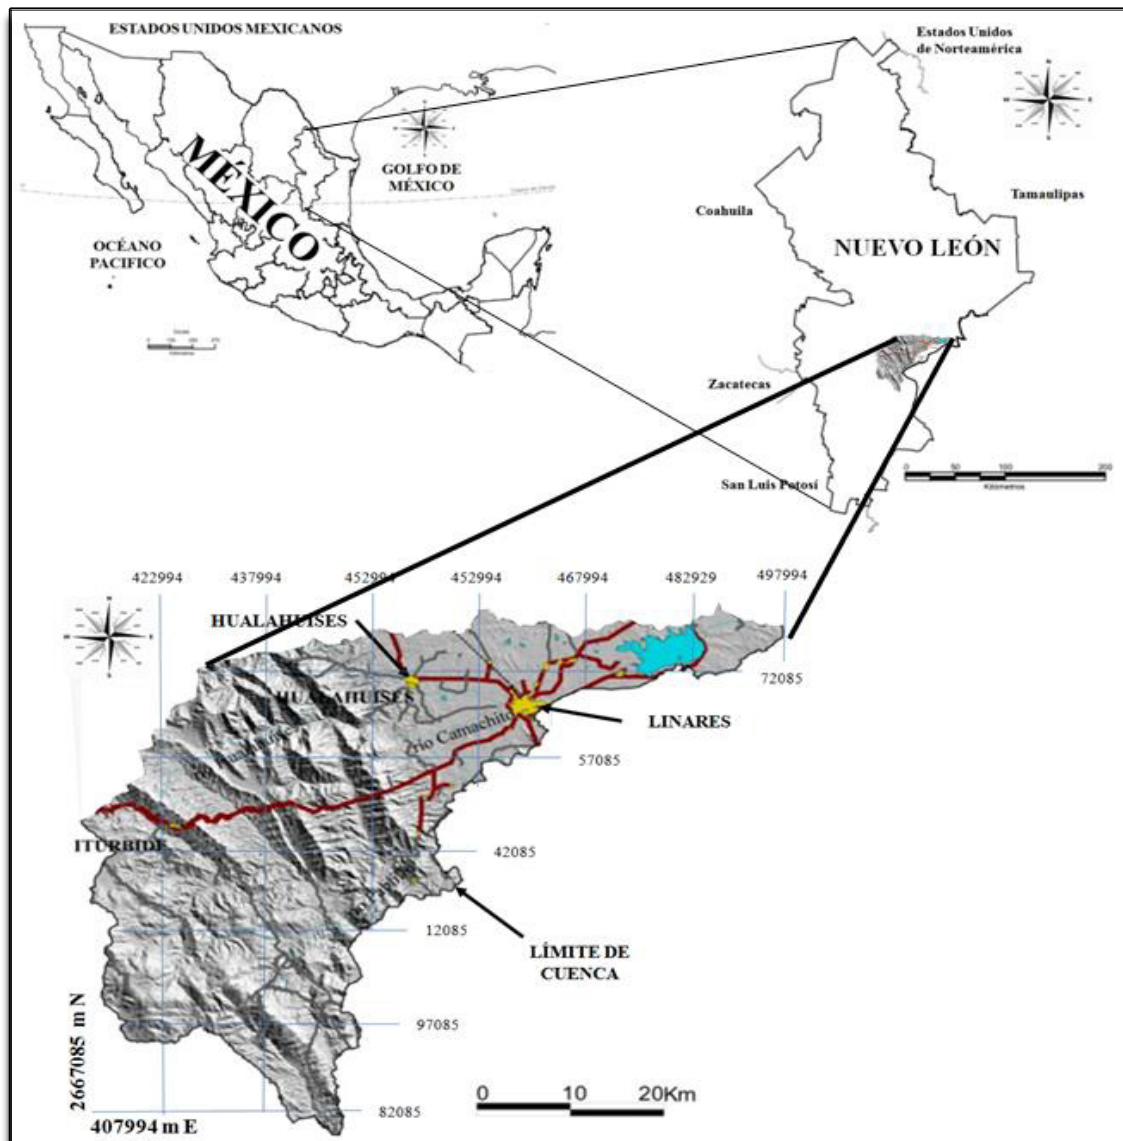 ESTADOS UNIDOS MEXICANOS
Estados Unidos
de Norteamérica
GOLFO DE
MÉXICO
MÉXICO
OCÉANO
PACIFICO
Coahuila
Tamaulipas
NUEVO LEÓN
Zacatecas
San Luis Potosí
0 50 100 200
Kilómetros
422994 437994 452994 452994 467994 482929 497994
HUALAHUISES
HUALAHUISES
72085
LINARES
río Camachito
57085
ITURBIDE
42085
12085
LÍMITE DE
CUENCA
97085
2667085 m N
82085
407994 m E
0 10 20Km